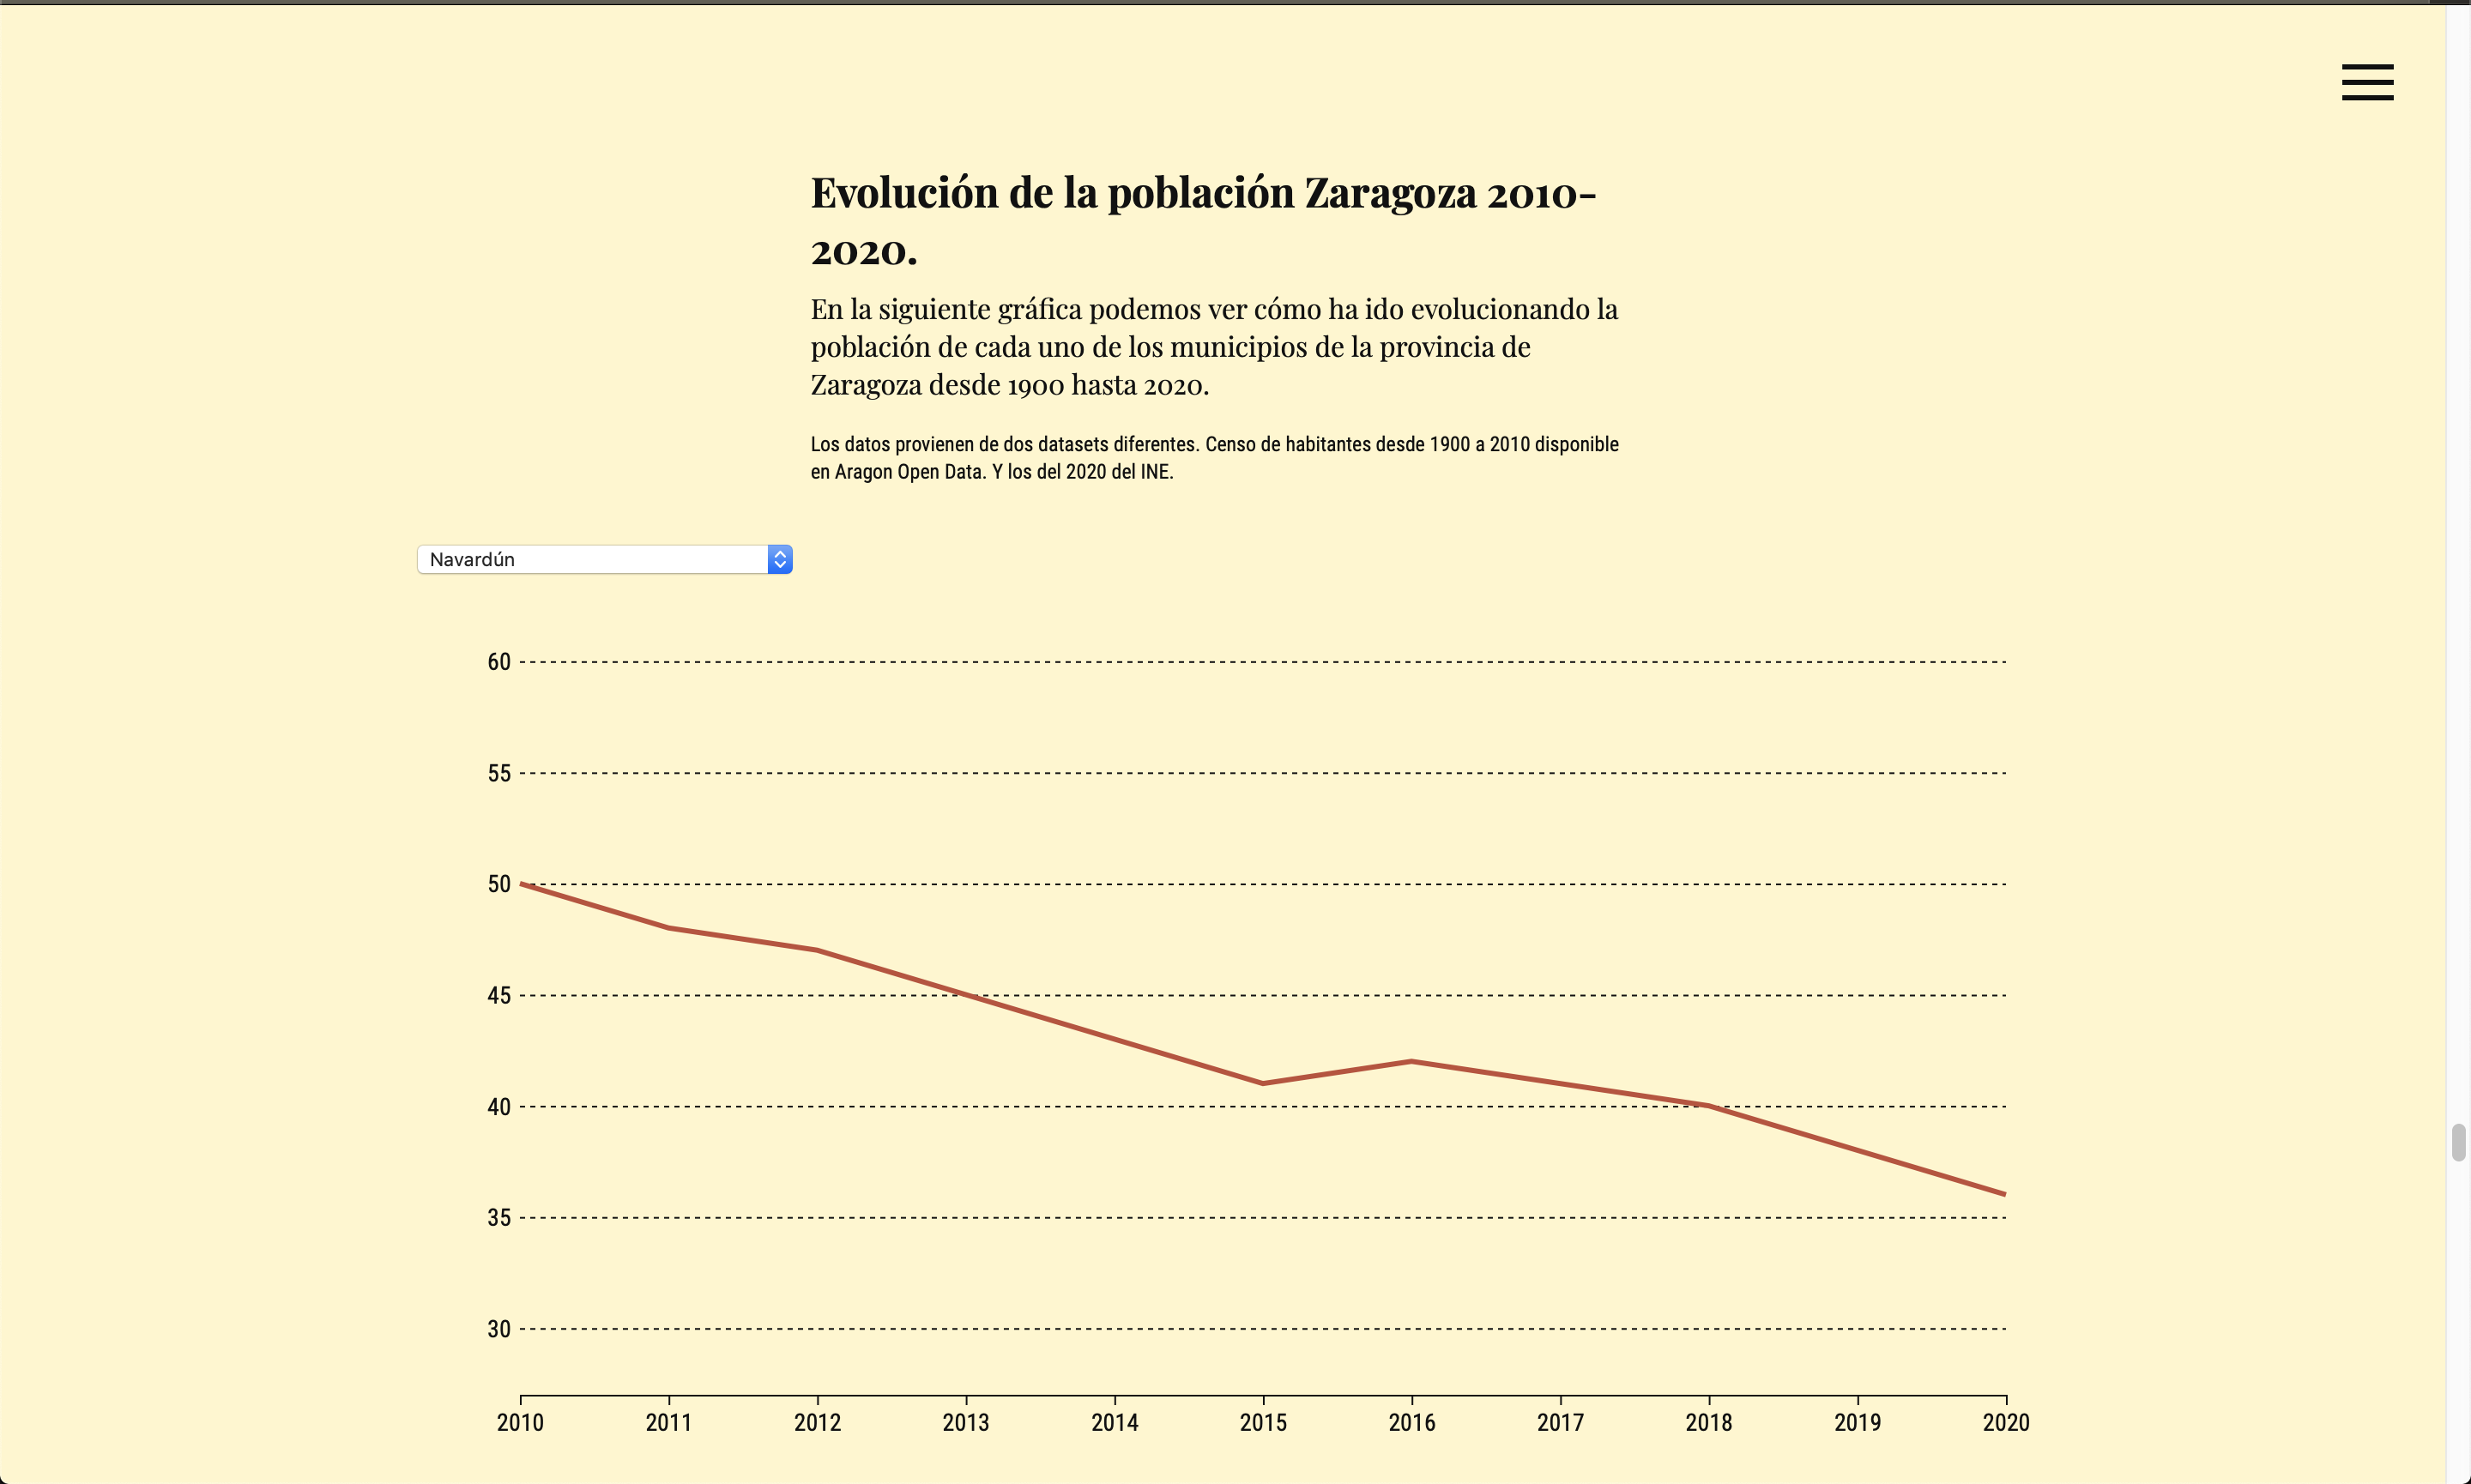 Evolución de la población Zaragoza 2010-
2020.
En la siguiente gráfica podemos ver cómo ha ido evolucionando la
población de cada uno de los municipios de la provincia de
Zaragoza desde 1900 hasta 2020.
Los datos provienen de dos datasets diferentes. Censo de habitantes desde 1900 a 2010 disponible
en Aragon Open Data. Y los del 2020 del INE.
Navardún
60
55
50
45
40
35
30
2010 2011 2012 2013 2014 2015 2016 2017 2018 2019 2020